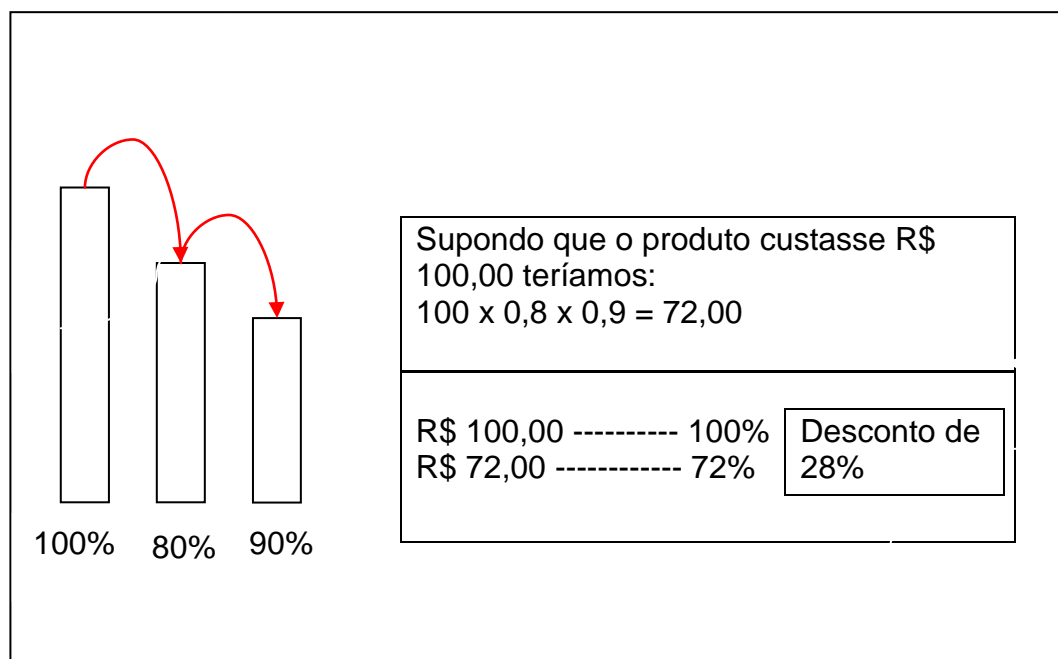 Supondo que o produto custasse R$
100,00 teríamos:
100 x 0,8 x 0,9 = 72,00
R$ 100,00 ---------- 100%
R$ 72,00 ------------ 72%
Desconto de
28%
100%
80%
90%